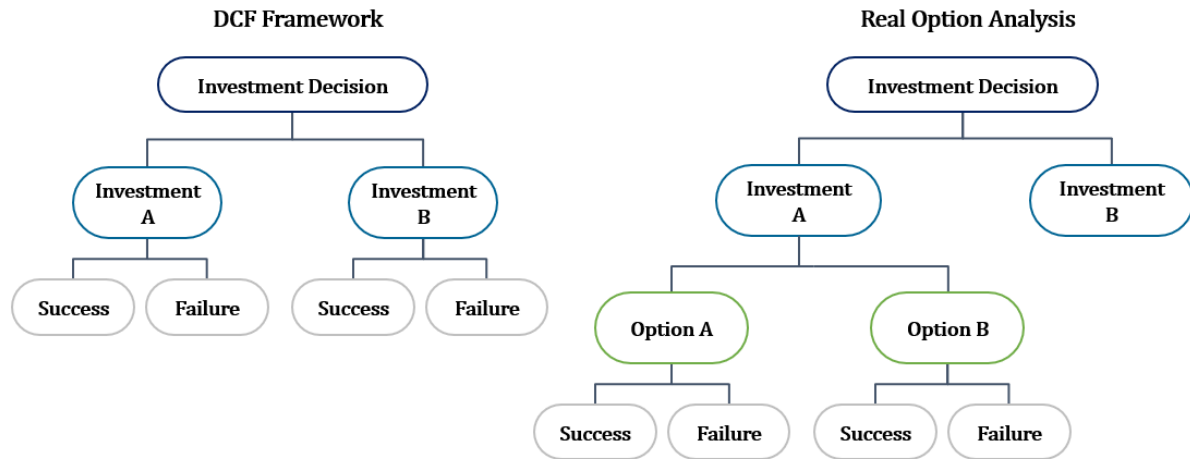 DCF Framework
Investment Decision
Investment
A
Investment
B
Success
Failure
Success
Failure
Real Option Analysis
Investment Decision
Investment
A
Investment
B
Option A
Option B
Success
Failure
Success
Failure